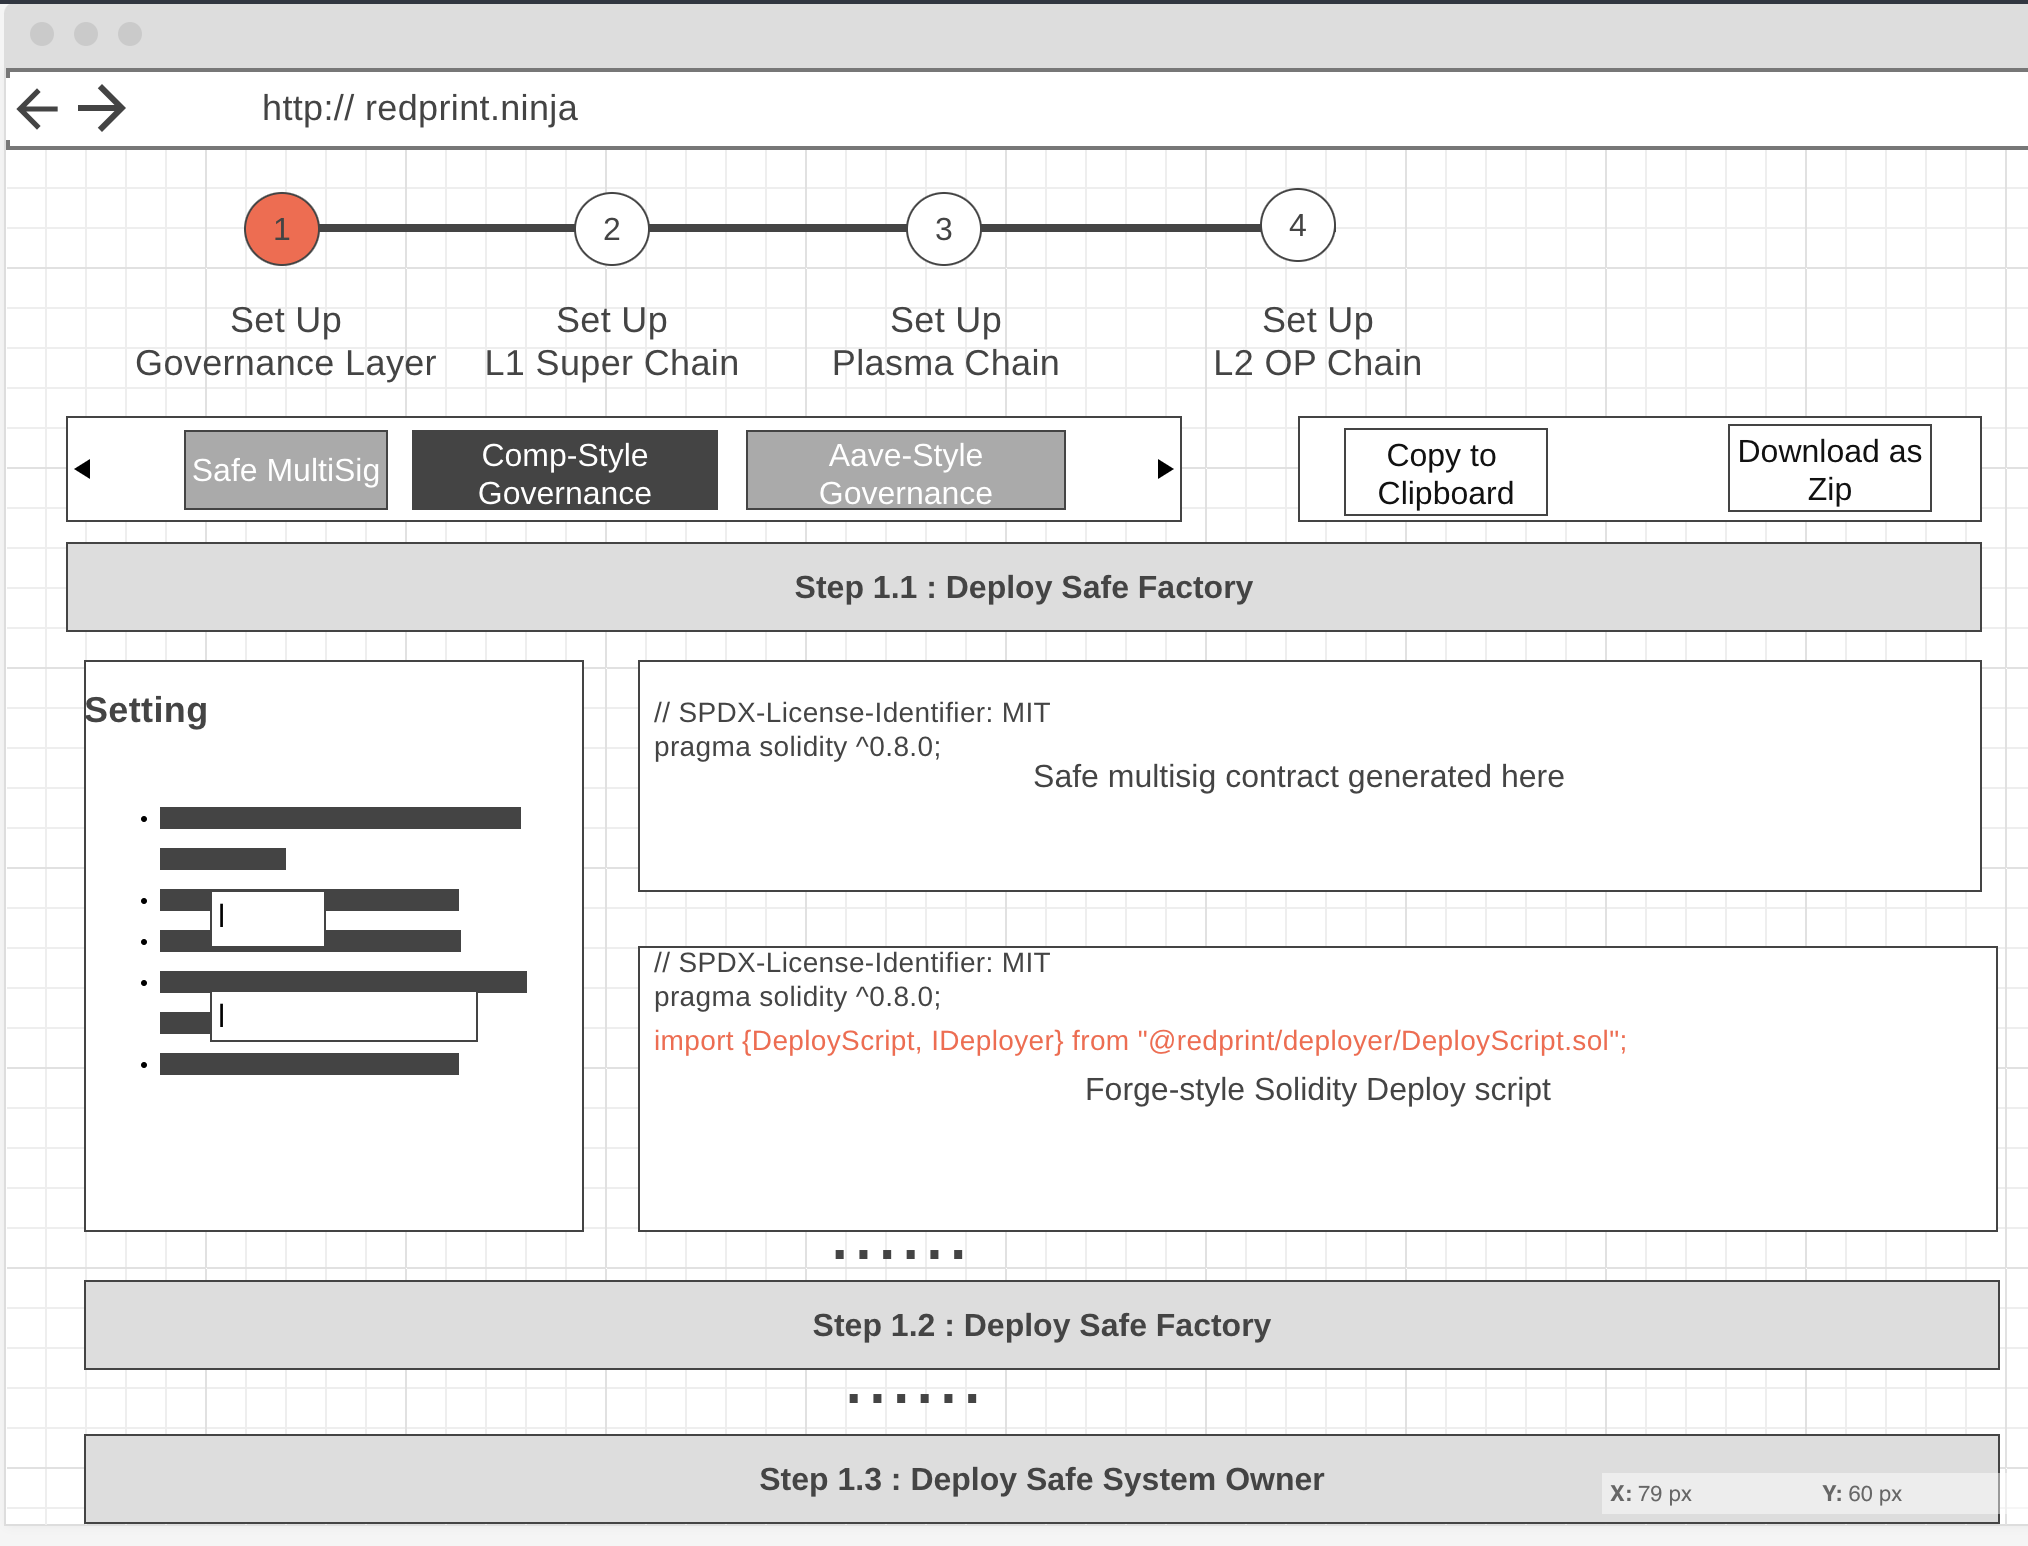 http:// redprint.ninja
1
2
3
4
Set Up
Governance Layer
Set Up
L1 Super Chain
Set Up
Plasma Chain
Set Up
L2 OP Chain
Safe MultiSig
Comp-Style
Governance
Aave-Style
Governance
Copy to
Clipboard
Download as
Zip
Step 1.1 : Deploy Safe Factory
Setting
// SPDX-License-Identifier: MIT
pragma solidity ^0.8.0;
Safe multisig contract generated here
// SPDX-License-Identifier: MIT
pragma solidity ^0.8.0;
import {DeployScript, IDeployer} from "@redprint/deployer/DeployScript.sol";
Forge-style Solidity Deploy script
......
Step 1.2 : Deploy Safe Factory
......
Step 1.3 : Deploy Safe System Owner
X: 79 px Y: 60 px